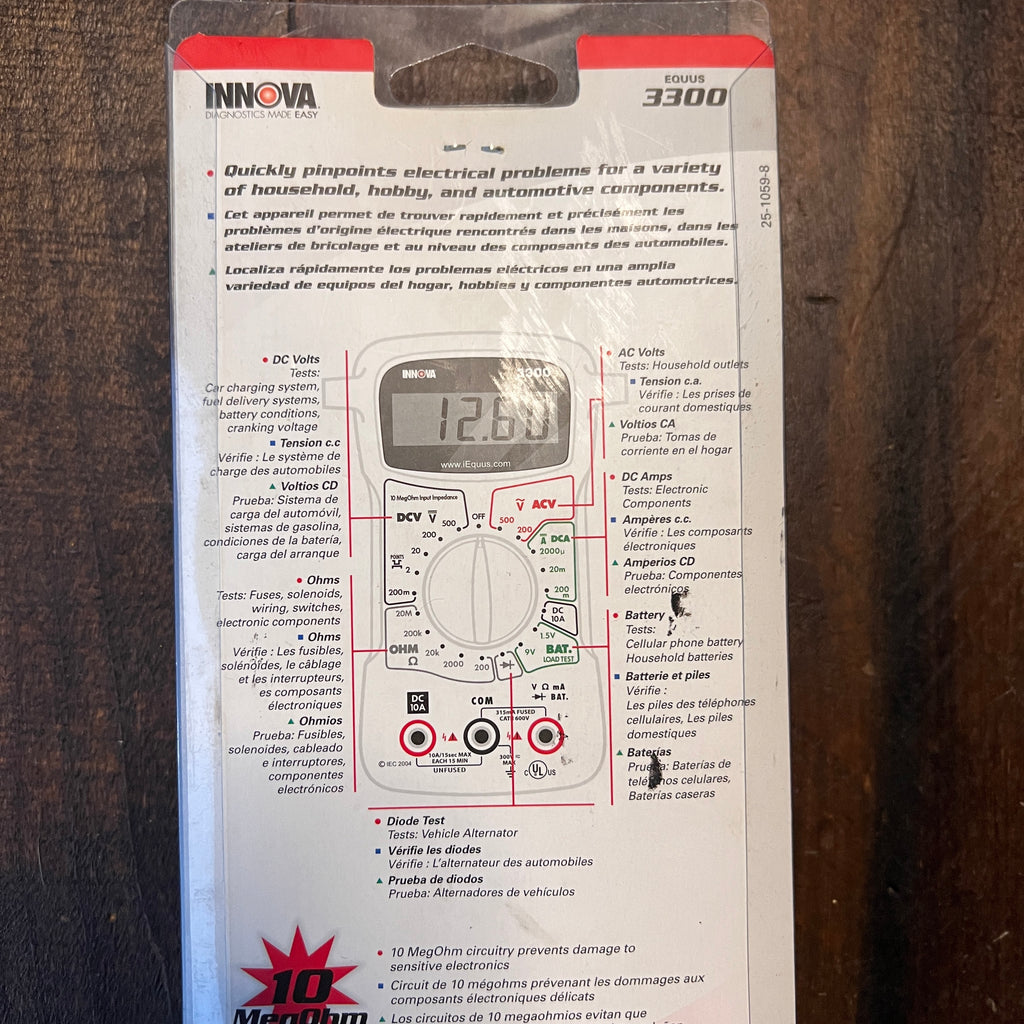 INNOVA
DIAGNOSTICS MADE EASY
EQUUS
3300
25-1059-8
Quickly pinpoints electrical problems for a variety
of household, hobby, and automotive components.
Cet appareil permet de trouver rapidement et précisément les
problèmes d'origine électrique rencontrés dans les maisons, dans les
ateliers de bricolage et au niveau des composants des automobiles.
Localiza rápidamente los problemas eléctricos en una amplia
variedad de equipos del hogar, hobbies y componentes automotrices.
DC Volts
Tests:
Car charging system,
fuel delivery systems,
battery conditions,
cranking voltage
Tension c.c
Vérifie : Le système de
charge des automobiles
Voltios CD
Prueba: Sistema de
carga del automóvil,
sistemas de gasolina,
condiciones de la batería,
carga del arranque
Ohms
Tests: Fuses, solenoids,
wiring, switches,
electronic components
Ohms
Vérifie : Les fusibles,
solénoïdes, le câblage
et les interrupteurs,
es composants
électroniques
Ohmios
Prueba: Fusibles,
solenoides, cableado
e interruptores,
componentes
electrónicos
INNOVA 3300
12.60
www.iEquus.com
10 MegOhm Input Impedance
DCV V
500
OFF
500
V ACV
200
200
A DCA
20
2000µ
POINTS
2
20m
200m
200
m
20M
DC
10A
200k
1.5V
OHM
Ω
20k
2000
200
9V
BAT.
LOAD TEST
DC
10A
COM
V Ω mA
BAT.
315mA FUSED
CAT II 600V
10A/15sec MAX
EACH 15 MIN
UNFUSED
300V
MAX
© IEC 2004
C UL US
AC Volts
Tests: Household outlets
Tension c.a.
Vérifie : Les prises de
courant domestiques
Voltios CA
Prueba: Tomas de
corriente en el hogar
DC Amps
Tests: Electronic
Components
Ampères c.c.
Vérifie : Les composants
électroniques
Amperios CD
Prueba: Componentes
electrónicos
Battery
Tests:
Cellular phone battery
Household batteries
Batterie et piles
Vérifie :
Les piles des téléphones
cellulaires, Les piles
domestiques
Baterías
Prueba: Baterías de
teléfonos celulares,
Baterías caseras
Diode Test
Tests: Vehicle Alternator
Vérifie les diodes
Vérifie : L'alternateur des automobiles
Prueba de diodos
Prueba: Alternadores de vehículos
10
MegOhm
10 MegOhm circuitry prevents damage to
sensitive electronics
Circuit de 10 mégohms prévenant les dommages aux
composants électroniques délicats
Los circuitos de 10 megaohmios evitan que